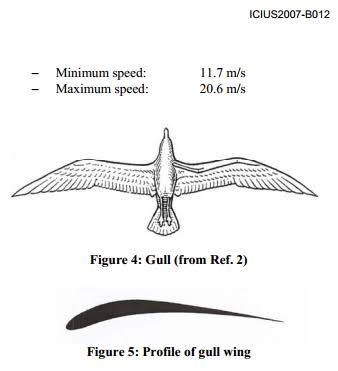 ICIUS2007-B012
– Minimum speed: 11.7 m/s
– Maximum speed: 20.6 m/s
Figure 4: Gull (from Ref. 2)
Figure 5: Profile of gull wing